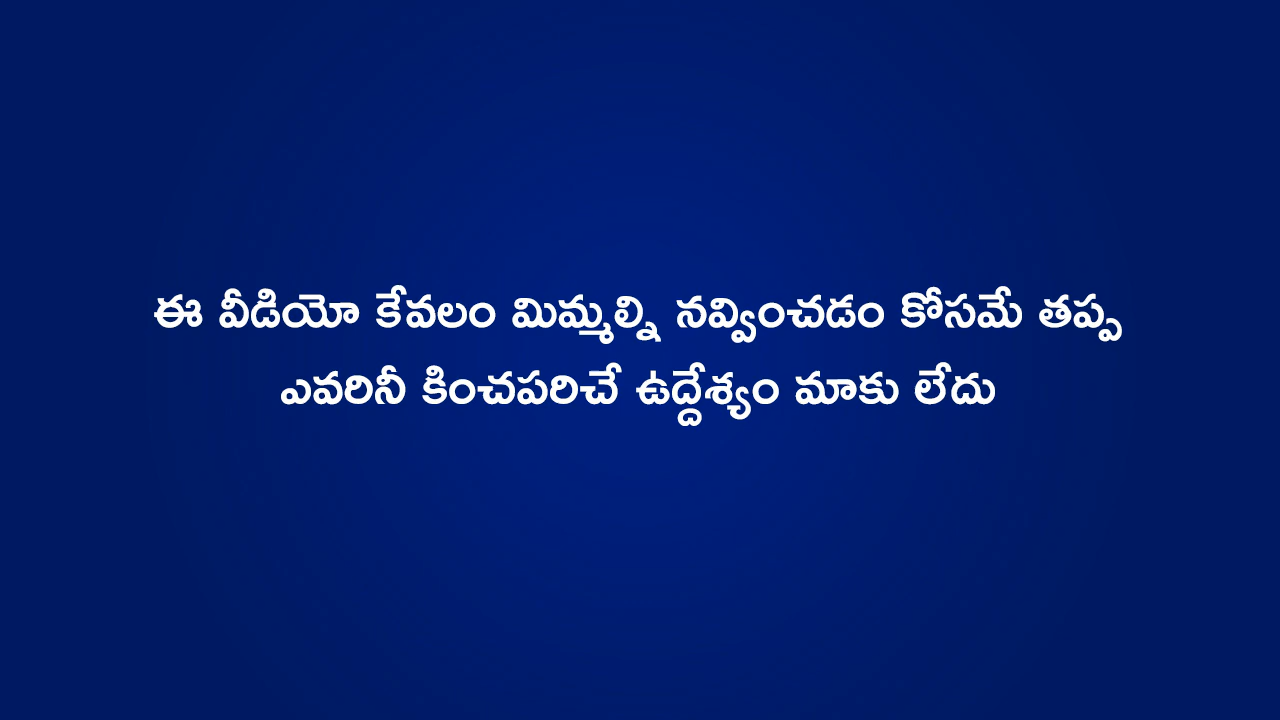 ఈ వీడియో కేవలం మిమ్మల్ని నవ్వించడం కోసమే తప్ప
ఎవరినీ కించపరిచే ఉద్దేశ్యం మాకు లేదు